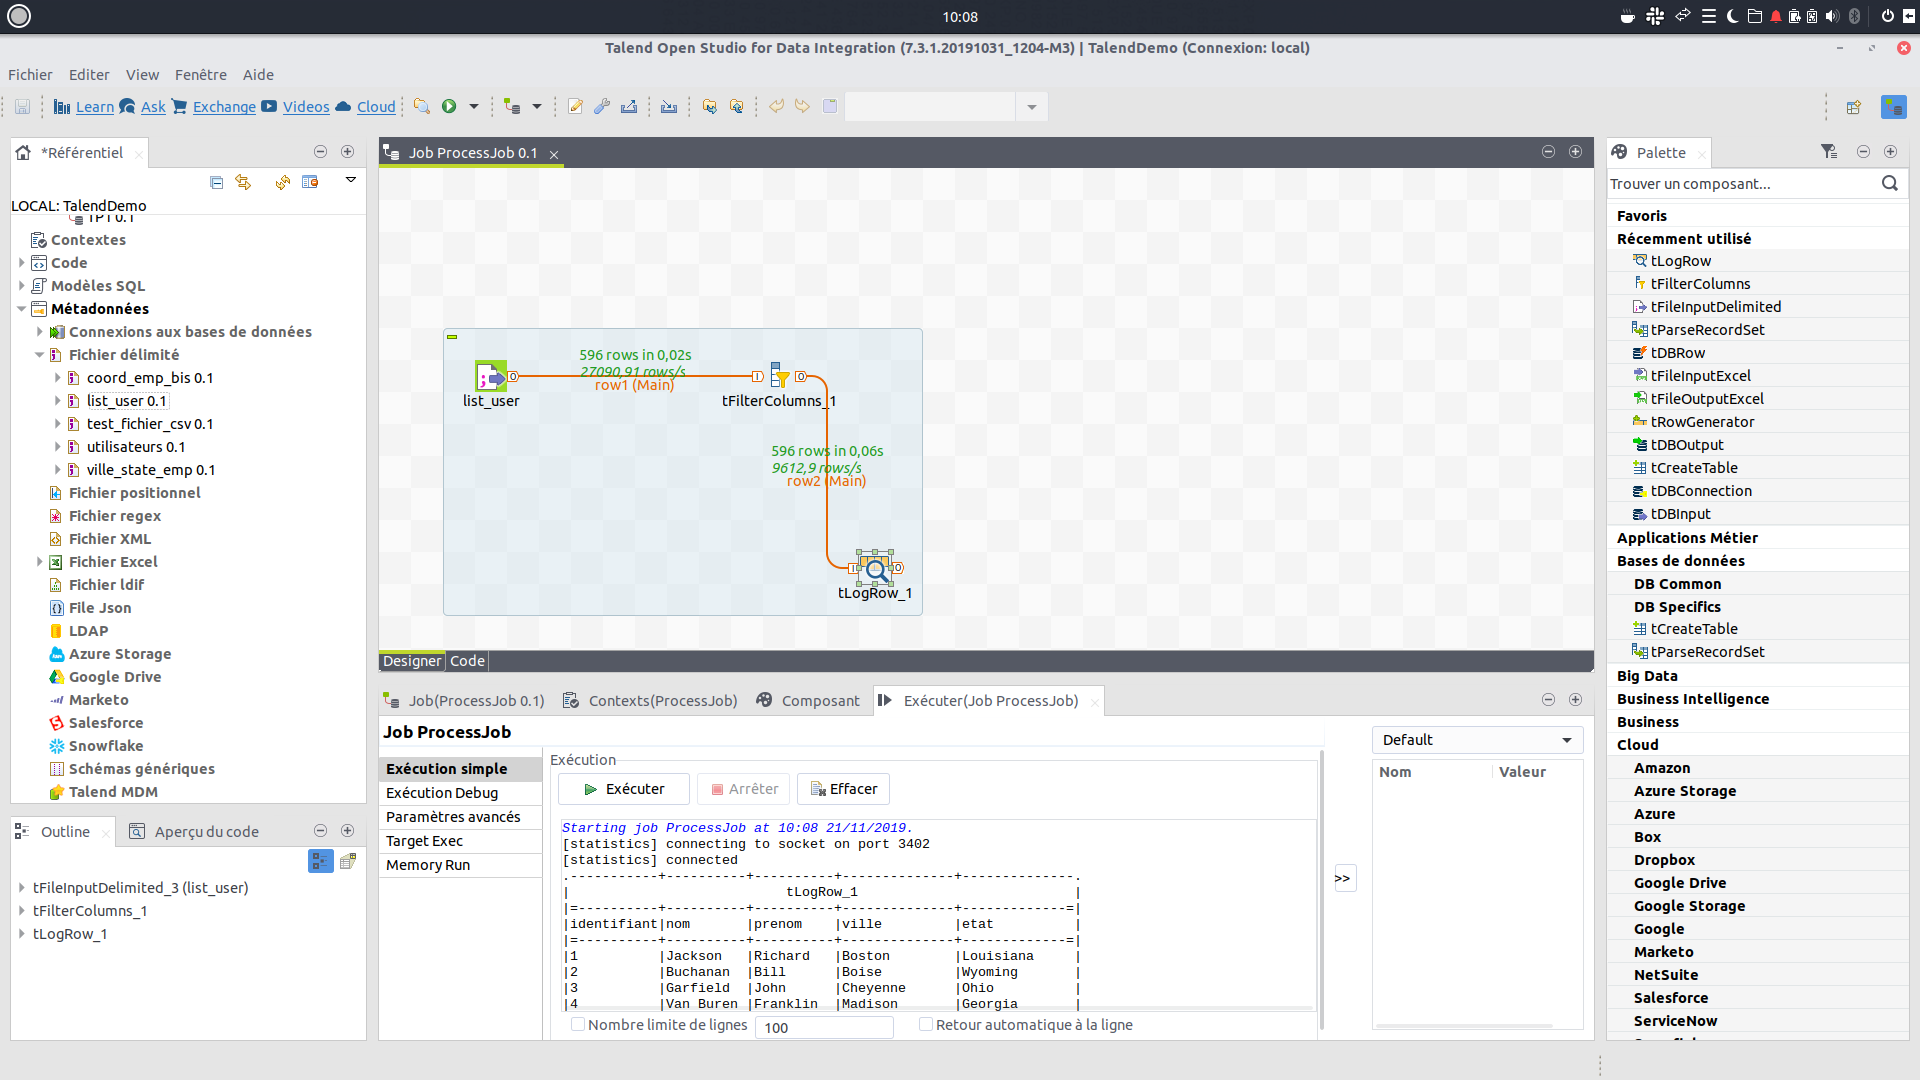 10:08
Talend Open Studio for Data Integration (7.3.1.20191031_1204-M3) | TalendDemo (Connexion: local)
Fichier Editer View Fenêtre Aide
Learn Ask Exchange Videos Cloud
*Référentiel
LOCAL: TalendDemo
TP1 0.1
Contextes
Code
Modèles SQL
Métadonnées
Connexions aux bases de données
Fichier délimité
coord_emp_bis 0.1
list_user 0.1
test_fichier_csv 0.1
utilisateurs 0.1
ville_state_emp 0.1
Fichier positionnel
Fichier regex
Fichier XML
Fichier Excel
Fichier ldif
File Json
LDAP
Azure Storage
Google Drive
Marketo
Salesforce
Snowflake
Schémas génériques
Talend MDM
Outline Aperçu du code
tFileInputDelimited_3 (list_user)
tFilterColumns_1
tLogRow_1
Job ProcessJob 0.1
596 rows in 0,02s
27090,91 rows/s
row1 (Main)
list_user
tFilterColumns_1
596 rows in 0,06s
9612,9 rows/s
row2 (Main)
tLogRow_1
Designer Code
Job(ProcessJob 0.1) Contexts(ProcessJob) Composant Exécuter(Job ProcessJob)
Job ProcessJob
Exécution simple
Exécution Debug
Paramètres avancés
Target Exec
Memory Run
Exécution
Exécuter Arrêter Effacer
Starting job ProcessJob at 10:08 21/11/2019.
[statistics] connecting to socket on port 3402
[statistics] connected
.-----------+----------+----------+--------------+--------------.
| tLogRow_1 |
|=----------+----------+----------+--------------+-------------=|
|identifiant|nom |prenom |ville |etat |
|=----------+----------+----------+--------------+-------------=|
|1 |Jackson |Richard |Boston |Louisiana |
|2 |Buchanan |Bill |Boise |Wyoming |
|3 |Garfield |John |Cheyenne |Ohio |
|4 |Van Buren |Franklin |Madison |Georgia |
Nombre limite de lignes 100 Retour automatique à la ligne
>>
Default
Nom Valeur
Palette
Trouver un composant...
Favoris
Récemment utilisé
tLogRow
tFilterColumns
tFileInputDelimited
tParseRecordSet
tDBRow
tFileInputExcel
tFileOutputExcel
tRowGenerator
tDBOutput
tCreateTable
tDBConnection
tDBInput
Applications Métier
Bases de données
DB Common
DB Specifics
tCreateTable
tParseRecordSet
Big Data
Business Intelligence
Business
Cloud
Amazon
Azure Storage
Azure
Box
Dropbox
Google Drive
Google Storage
Google
Marketo
NetSuite
Salesforce
ServiceNow